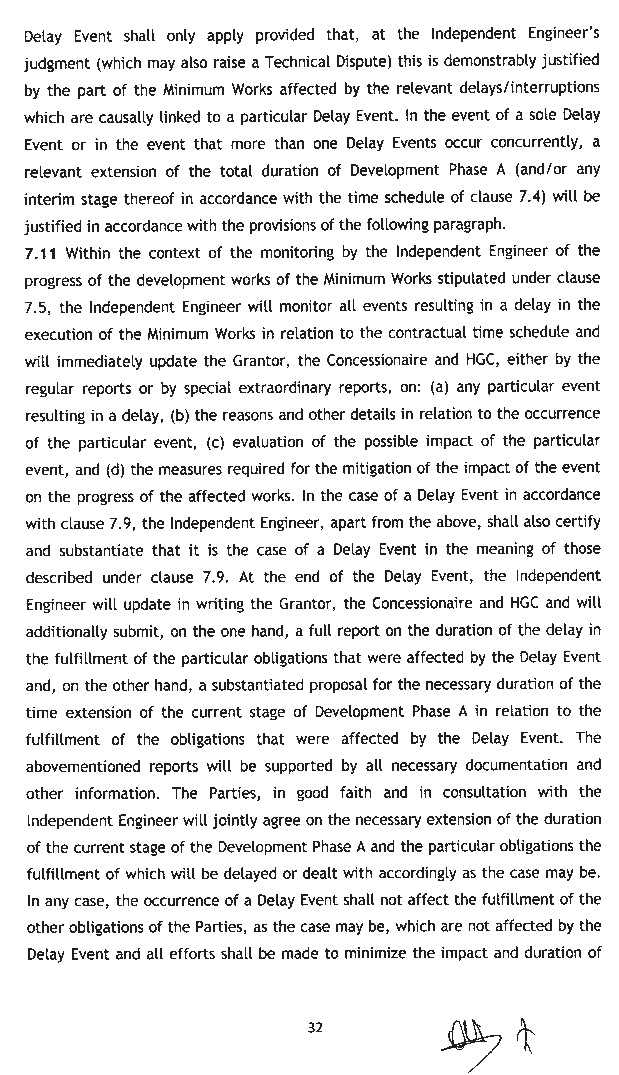 Delay Event shall only apply provided that, at the Independent Engineer's
judgment (which may also raise a Technical Dispute) this is demonstrably justified
by the part of the Minimum Works affected by the relevant delays/interruptions
which are causally linked to a particular Delay Event. In the event of a sole Delay
Event or in the event that more than one Delay Events occur concurrently, a
relevant extension of the total duration of Development Phase A (and/or any
interim stage thereof in accordance with the time schedule of clause 7.4) will be
justified in accordance with the provisions of the following paragraph.
7.11 Within the context of the monitoring by the Independent Engineer of the
progress of the development works of the Minimum Works stipulated under clause
7.5, the Independent Engineer will monitor all events resulting in a delay in the
execution of the Minimum Works in relation to the contractual time schedule and
will immediately update the Grantor, the Concessionaire and HGC, either by the
regular reports or by special extraordinary reports, on: (a) any particular event
resulting in a delay, (b) the reasons and other details in relation to the occurrence
of the particular event, (c) evaluation of the possible impact of the particular
event, and (d) the measures required for the mitigation of the impact of the event
on the progress of the affected works. In the case of a Delay Event in accordance
with clause 7.9, the Independent Engineer, apart from the above, shall also certify
and substantiate that it is the case of a Delay Event in the meaning of those
described under clause 7.9. At the end of the Delay Event, the Independent
Engineer will update in writing the Grantor, the Concessionaire and HGC and will
additionally submit, on the one hand, a full report on the duration of the delay in
the fulfillment of the particular obligations that were affected by the Delay Event
and, on the other hand, a substantiated proposal for the necessary duration of the
time extension of the current stage of Development Phase A in relation to the
fulfillment of the obligations that were affected by the Delay Event. The
abovementioned reports will be supported by all necessary documentation and
other information. The Parties, in good faith and in consultation with the
Independent Engineer will jointly agree on the necessary extension of the duration
of the current stage of the Development Phase A and the particular obligations the
fulfillment of which will be delayed or dealt with accordingly as the case may be.
In any case, the occurrence of a Delay Event shall not affect the fulfillment of the
other obligations of the Parties, as the case may be, which are not affected by the
Delay Event and all efforts shall be made to minimize the impact and duration of
32